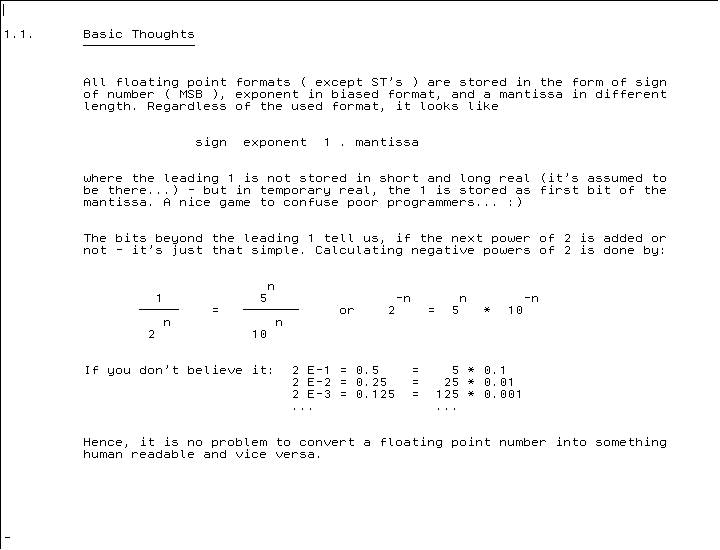 1.1. Basic Thoughts
All floating point formats ( except ST's ) are stored in the form of sign
of number ( MSB ), exponent in biased format, and a mantissa in different
length. Regardless of the used format, it looks like
sign exponent 1 . mantissa
where the leading 1 is not stored in short and long real (it's assumed to
be there...) - but in temporary real, the 1 is stored as first bit of the
mantissa. A nice game to confuse poor programmers... :)
The bits beyond the leading 1 tell us, if the next power of 2 is added or
not - it's just that simple. Calculating negative powers of 2 is done by:
n
1 5 -n n -n
= or 2 = 5 * 10
n n
2 10
If you don't believe it: 2 E-1 = 0.5 = 5 * 0.1
2 E-2 = 0.25 = 25 * 0.01
2 E-3 = 0.125 = 125 * 0.001
... ...
Hence, it is no problem to convert a floating point number into something
human readable and vice versa.